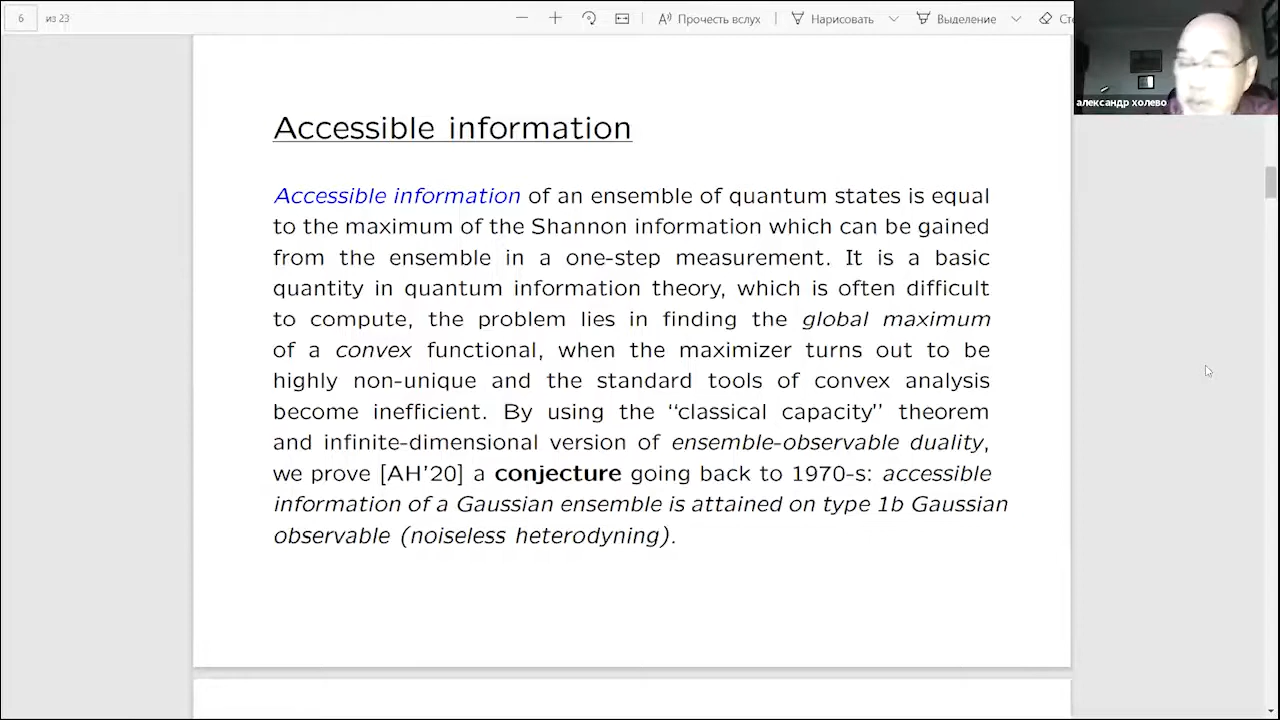 6 из 23 Прочесть вслух Нарисовать Выделение
александр холево
Accessible information
Accessible information of an ensemble of quantum states is equal
to the maximum of the Shannon information which can be gained
from the ensemble in a one-step measurement. It is a basic
quantity in quantum information theory, which is often difficult
to compute, the problem lies in finding the global maximum
of a convex functional, when the maximizer turns out to be
highly non-unique and the standard tools of convex analysis
become inefficient. By using the “classical capacity” theorem
and infinite-dimensional version of ensemble-observable duality,
we prove [AH’20] a conjecture going back to 1970-s: accessible
information of a Gaussian ensemble is attained on type 1b Gaussian
observable (noiseless heterodyning).